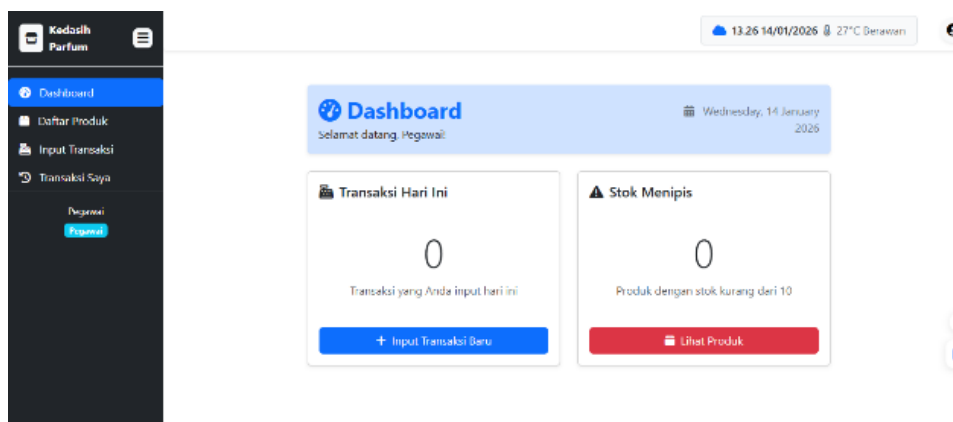 Kedasih
Parfum
13.26 14/01/2026 27°C Berawan
Dashboard
Daftar Produk
Input Transaksi
Transaksi Saya
Pegawai
Pegawai
Dashboard
Selamat datang, Pegawai!
Wednesday, 14 January
2026
Transaksi Hari Ini
0
Transaksi yang Anda input hari ini
+ Input Transaksi Baru
Stok Menipis
0
Produk dengan stok kurang dari 10
Lihat Produk